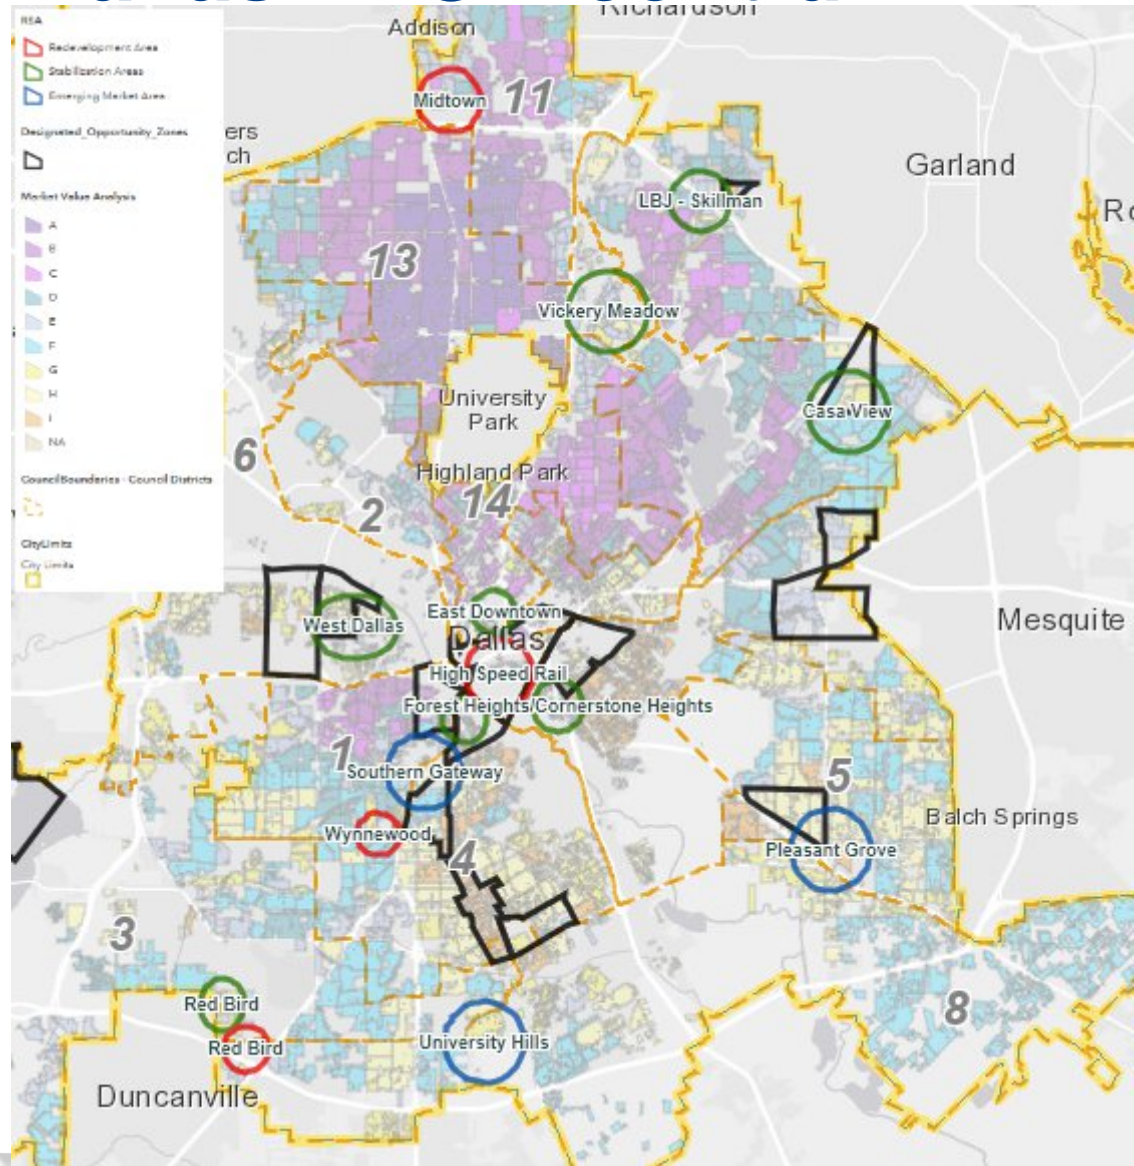 Richardson
Addison
RSA
Redevelopment Area
Stabilization Areas
Emerging Market Area
Designated_Opportunity_Zones
Market Value Analysis
A
B
C
D
E
F
G
H
I
NA
CouncilBoundaries - Council Districts
CityLimits
City Limits
ers
ch
Midtown
11
Garland
LBJ - Skillman
Ro
13
Vickery Meadow
University
Park
Casa View
6
Highland Park
14
2
East Downtown
West Dallas
Dallas
Mesquite
High Speed Rail
Forest Heights/Cornerstone Heights
1
Southern Gateway
5
Wynnewood
Balch Springs
4
Pleasant Grove
3
Red Bird
8
Red Bird
University Hills
Duncanville